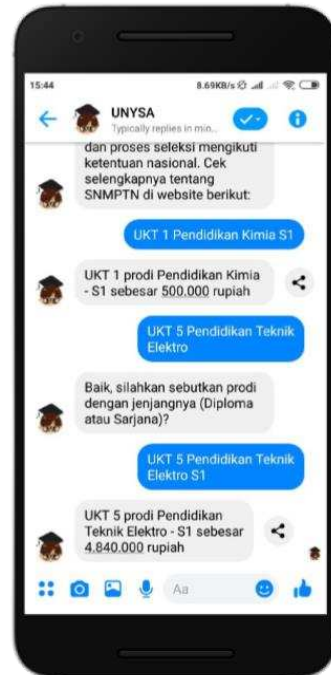 15:44
8.69KB/s
UNYSA
Typically replies in min...
dan proses seleksi mengikuti
ketentuan nasional. Cek
selengkapnya tentang
SNMPTN di website berikut:
UKT 1 Pendidikan Kimia S1
UKT 1 prodi Pendidikan Kimia
- S1 sebesar 500.000 rupiah
UKT 5 Pendidikan Teknik
Elektro
Baik, silahkan sebutkan prodi
dengan jenjangnya (Diploma
atau Sarjana)?
UKT 5 Pendidikan Teknik
Elektro S1
UKT 5 prodi Pendidikan
Teknik Elektro - S1 sebesar
4.840.000 rupiah
Aa